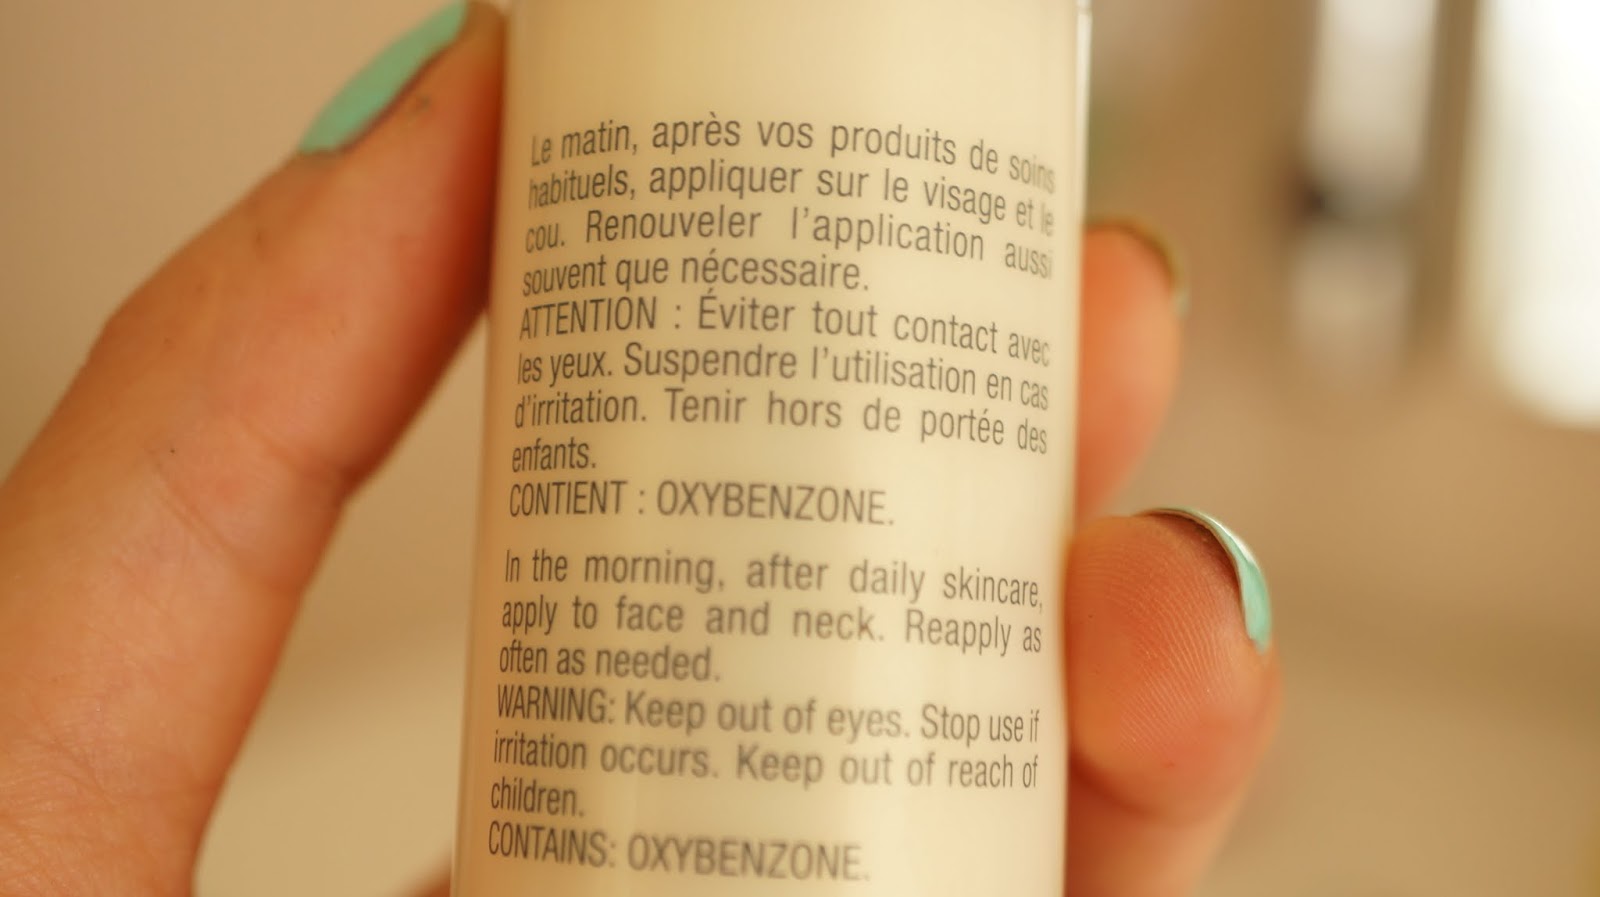 Le matin, après vos produits de soins
habituels, appliquer sur le visage et le
cou. Renouveler l'application aussi
souvent que nécessaire.
ATTENTION : Éviter tout contact avec
les yeux. Suspendre l'utilisation en cas
d'irritation. Tenir hors de portée des
enfants.
CONTIENT : OXYBENZONE.
In the morning, after daily skincare,
apply to face and neck. Reapply as
often as needed.
WARNING: Keep out of eyes. Stop use if
irritation occurs. Keep out of reach of
children.
CONTAINS: OXYBENZONE.